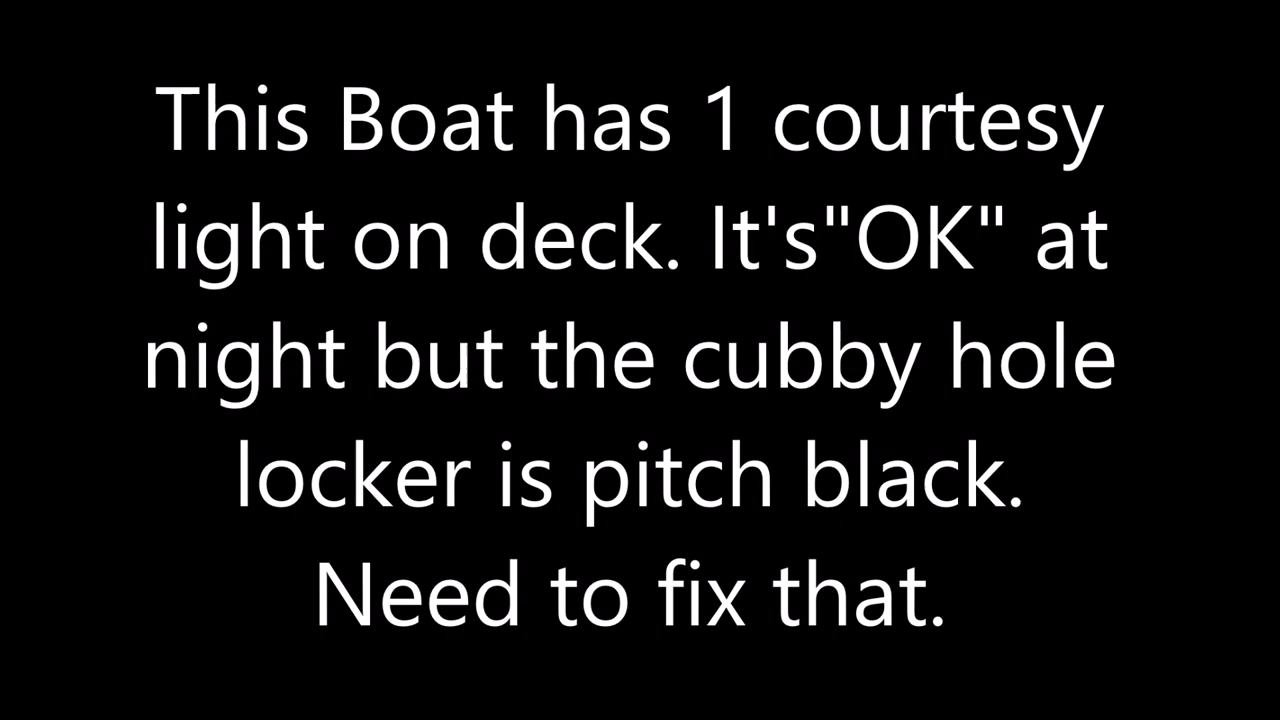 This Boat has 1 courtesy
light on deck. It's"OK" at
night but the cubby hole
locker is pitch black.
Need to fix that.